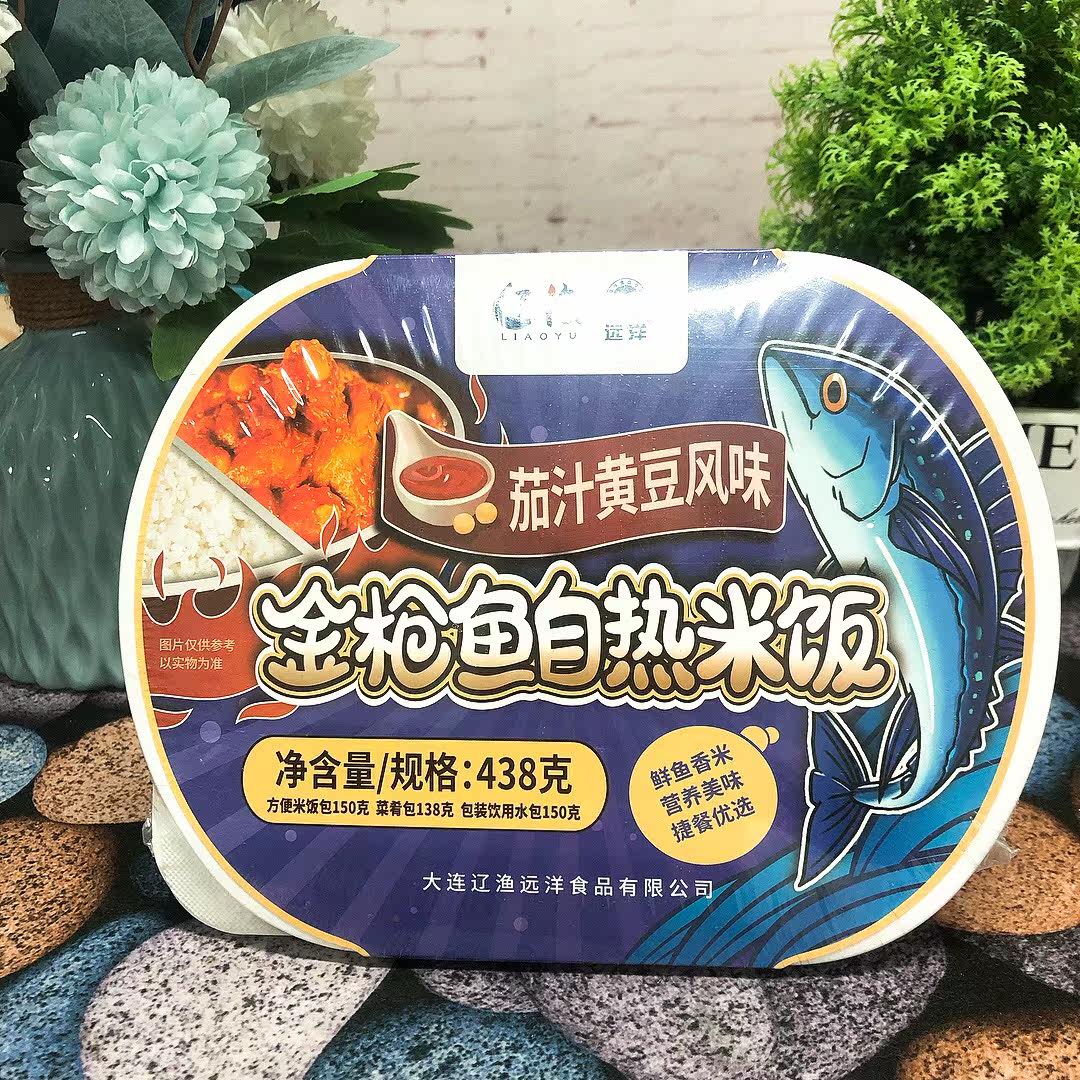 LIAOYU
远洋
茄汁黄豆风味
金枪鱼自热米饭
图片仅供参考
以实物为准
净含量/规格:438克
方便米饭包150克 菜肴包138克 包装饮用水包150克
鲜鱼香米
营养美味
捷餐优选
大连辽渔远洋食品有限公司